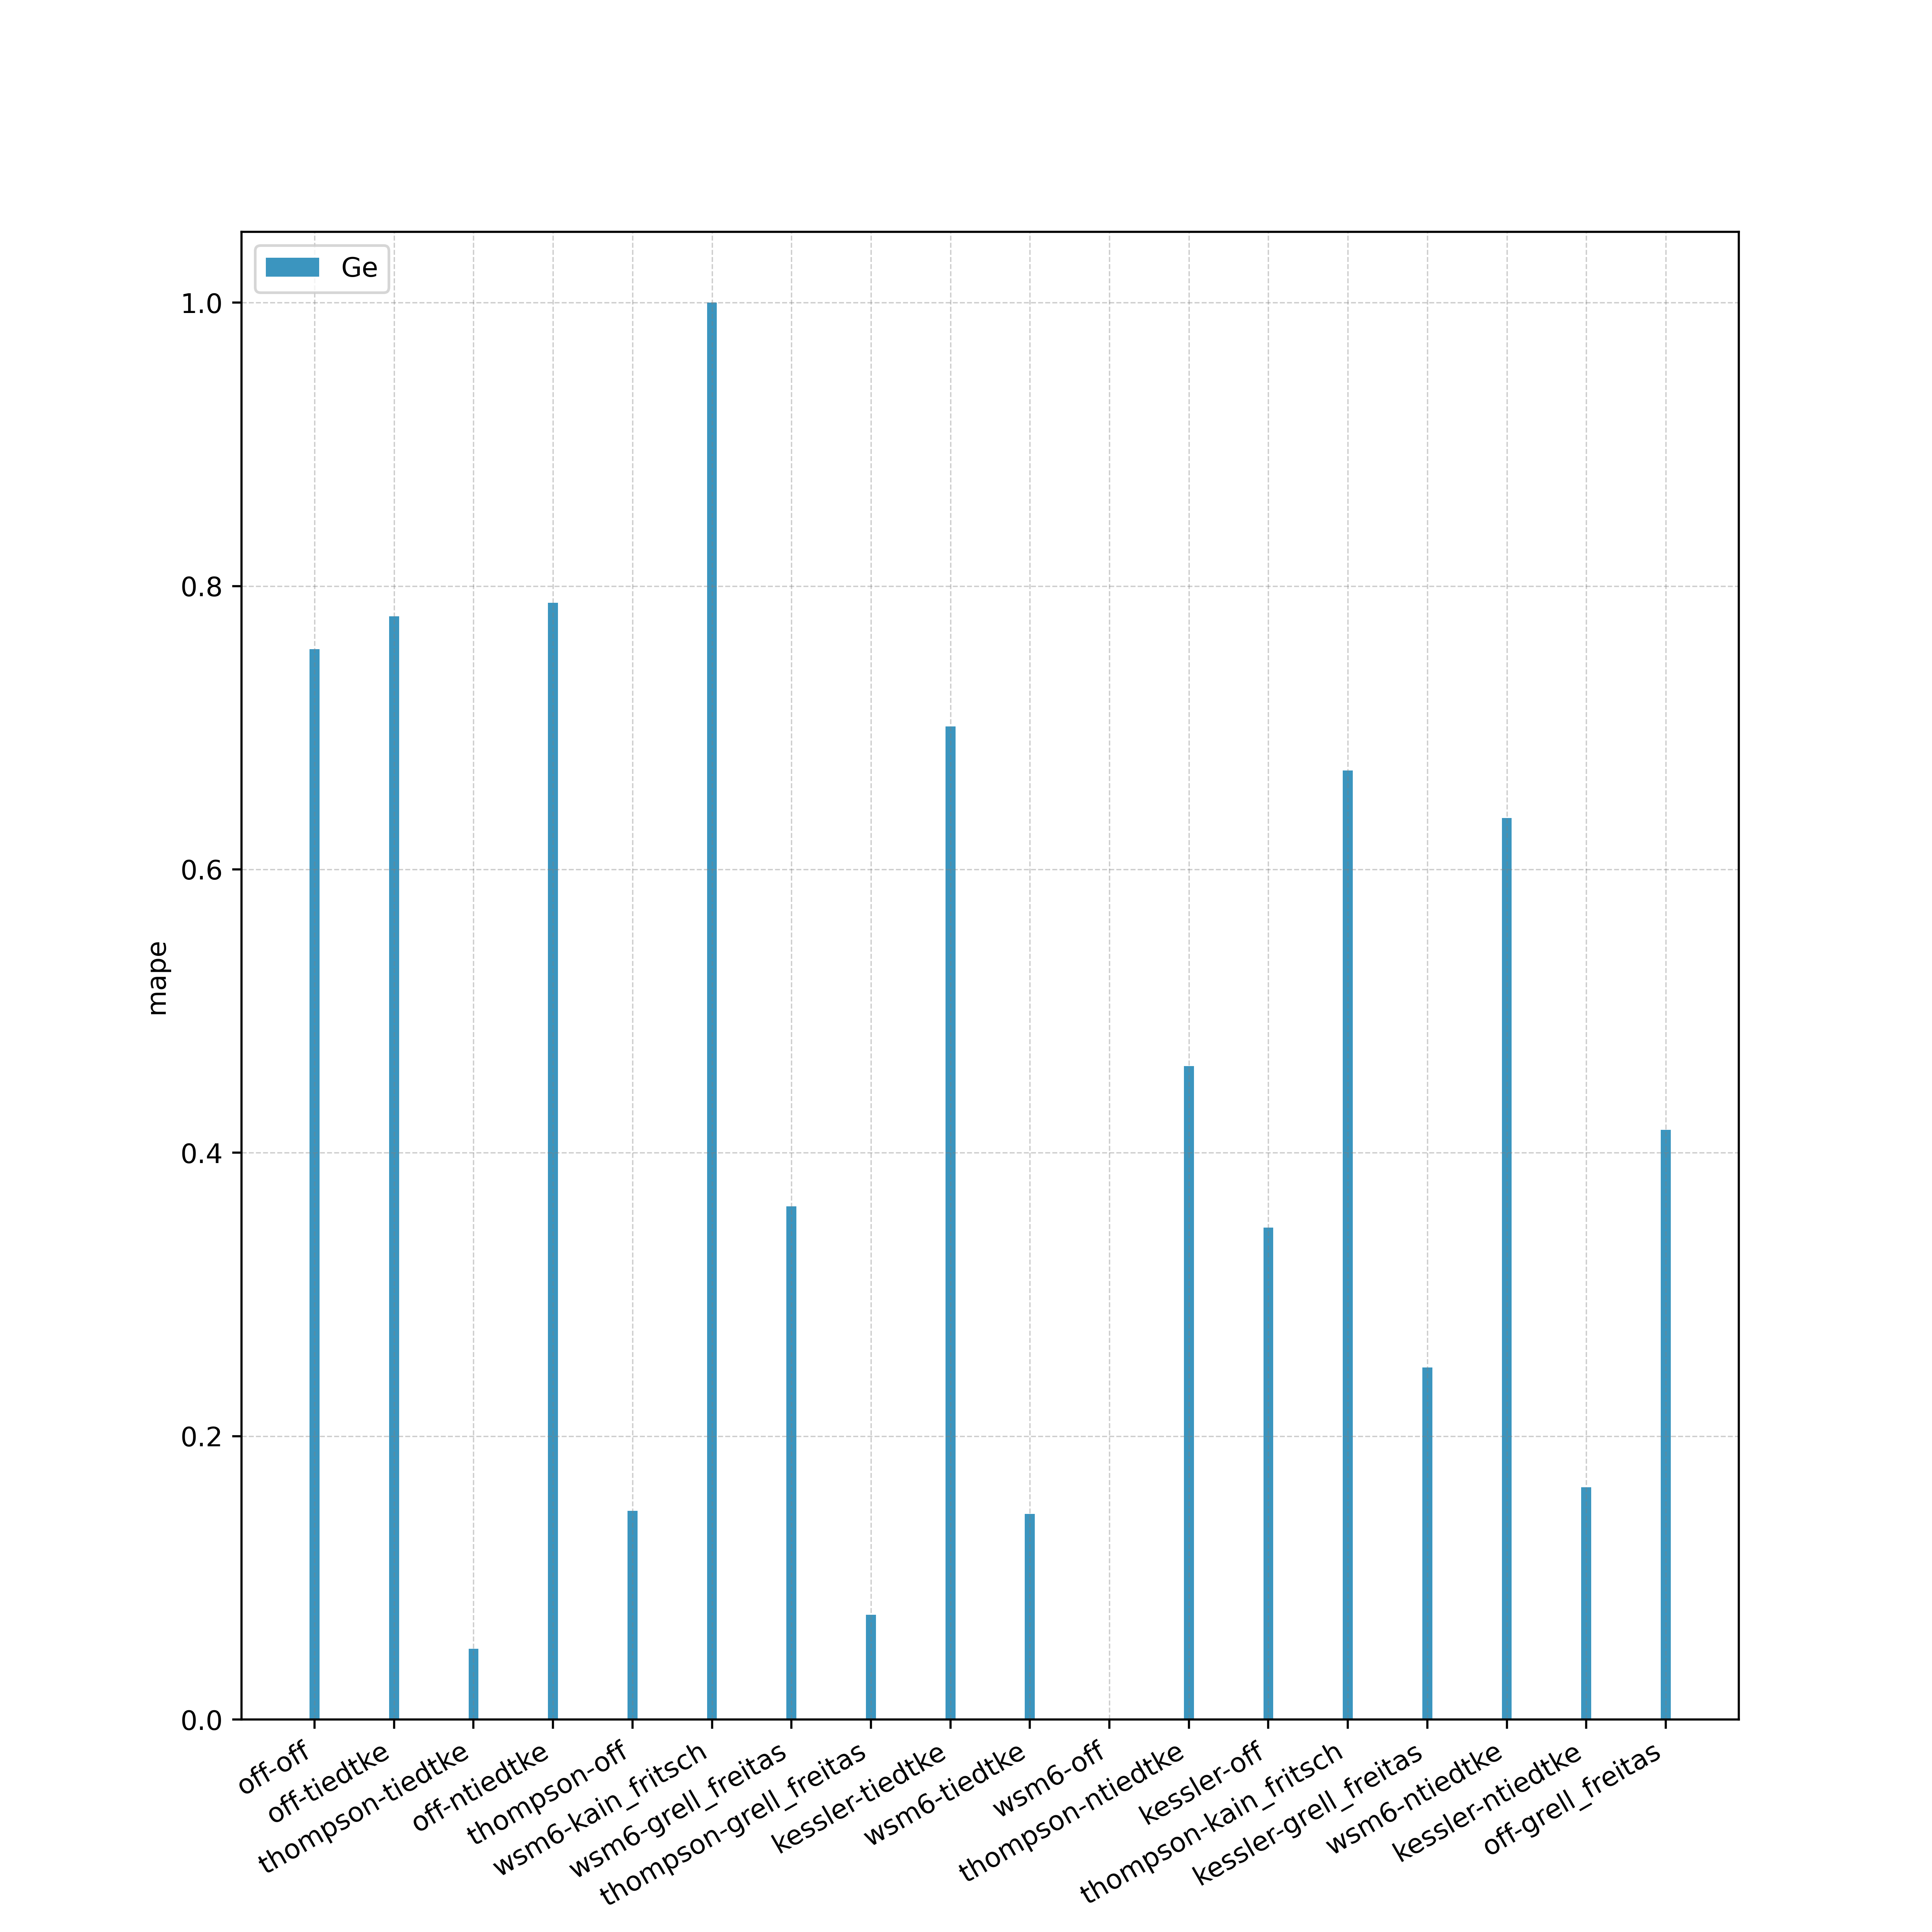 Ge
1.0
0.8
0.6
0.4
0.2
0.0
mape
off-off
off-tiedtke
thompson-tiedtke
off-ntiedtke
thompson-off
wsm6-kain_fritsch
wsm6-grell_freitas
thompson-grell_freitas
kessler-tiedtke
wsm6-tiedtke
wsm6-off
thompson-ntiedtke
kessler-off
thompson-kain_fritsch
kessler-grell_freitas
wsm6-ntiedtke
kessler-ntiedtke
off-grell_freitas